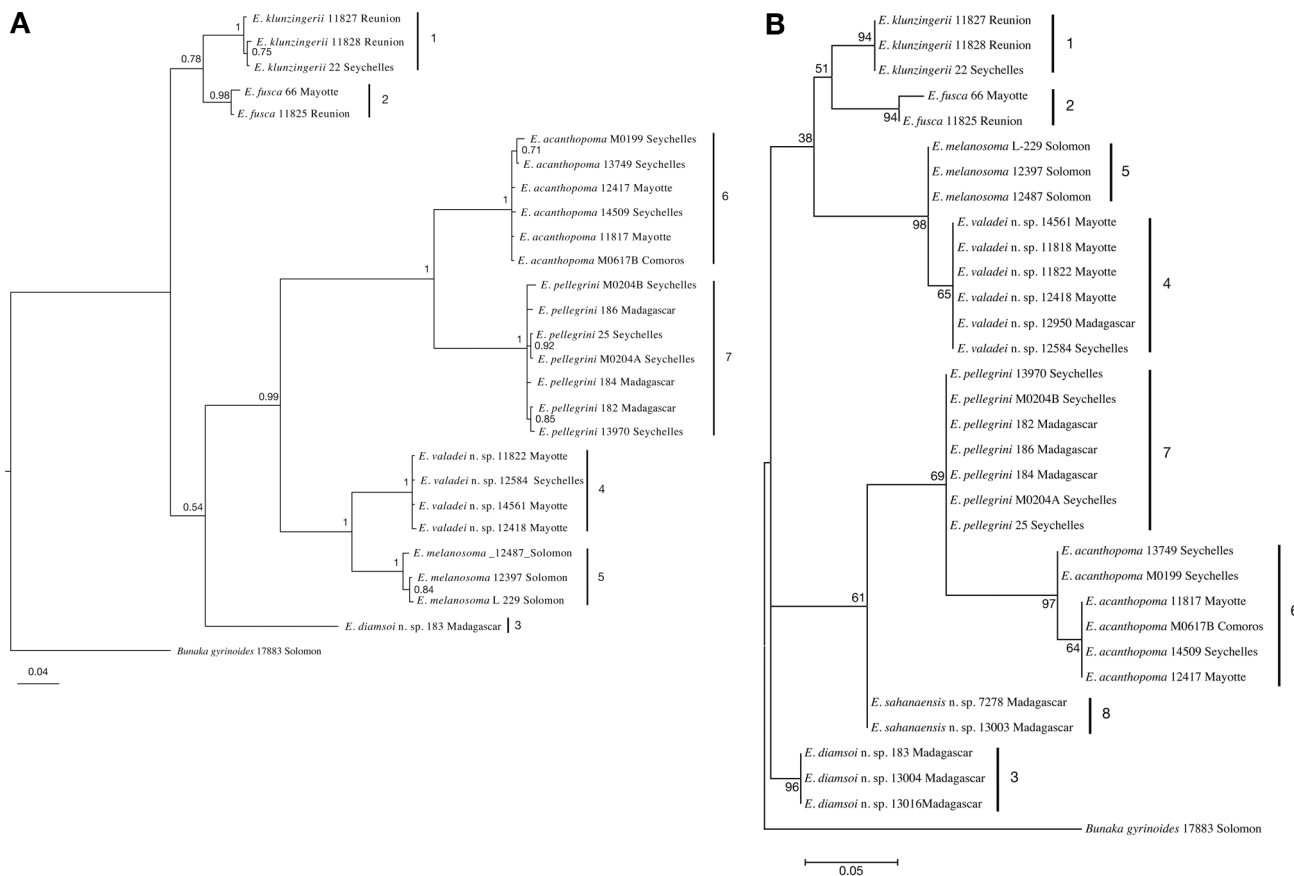 A
1
E. klunzingerii 11827 Reunion
E. klunzingerii 11828 Reunion
0.75
E. klunzingerii 22 Seychelles
1
0.78
0.98
E. fusca 66 Mayotte
E. fusca 11825 Reunion
2
E. acanthopoma M0199 Seychelles
0.71
E. acanthopoma 13749 Seychelles
E. acanthopoma 12417 Mayotte
1
E. acanthopoma 14509 Seychelles
6
E. acanthopoma 11817 Mayotte
E. acanthopoma M0617B Comoros
1
E. pellegrini M0204B Seychelles
E. pellegrini 186 Madagascar
E. pellegrini 25 Seychelles
1
0.92
E. pellegrini M0204A Seychelles
7
E. pellegrini 184 Madagascar
E. pellegrini 182 Madagascar
0.85
E. pellegrini 13970 Seychelles
0.99
E. valadei n. sp. 11822 Mayotte
1
E. valadei n. sp. 12584 Seychelles
4
E. valadei n. sp. 14561 Mayotte
E. valadei n. sp. 12418 Mayotte
1
E. melanosoma _12487_Solomon
1
E. melanosoma 12397 Solomon
5
0.84
E. melanosoma L 229 Solomon
0.54
E. diamsoi n. sp. 183 Madagascar
3
Bunaka gyrinoides 17883 Solomon
0.04
B
E. klunzingerii 11827 Reunion
94
E. klunzingerii 11828 Reunion
1
E. klunzingerii 22 Seychelles
51
E. fusca 66 Mayotte
2
94
E. fusca 11825 Reunion
38
E. melanosoma L-229 Solomon
E. melanosoma 12397 Solomon
5
E. melanosoma 12487 Solomon
98
E. valadei n. sp. 14561 Mayotte
E. valadei n. sp. 11818 Mayotte
E. valadei n. sp. 11822 Mayotte
4
65
E. valadei n. sp. 12418 Mayotte
E. valadei n. sp. 12950 Madagascar
E. valadei n. sp. 12584 Seychelles
E. pellegrini 13970 Seychelles
E. pellegrini M0204B Seychelles
E. pellegrini 182 Madagascar
E. pellegrini 186 Madagascar
7
69
E. pellegrini 184 Madagascar
E. pellegrini M0204A Seychelles
E. pellegrini 25 Seychelles
E. acanthopoma 13749 Seychelles
E. acanthopoma M0199 Seychelles
97
E. acanthopoma 11817 Mayotte
6
E. acanthopoma M0617B Comoros
64
E. acanthopoma 14509 Seychelles
E. acanthopoma 12417 Mayotte
61
E. sahanaensis n. sp. 7278 Madagascar
8
E. sahanaensis n. sp. 13003 Madagascar
E. diamsoi n. sp. 183 Madagascar
96
E. diamsoi n. sp. 13004 Madagascar
3
E. diamsoi n. sp. 13016Madagascar
Bunaka gyrinoides 17883 Solomon
0.05